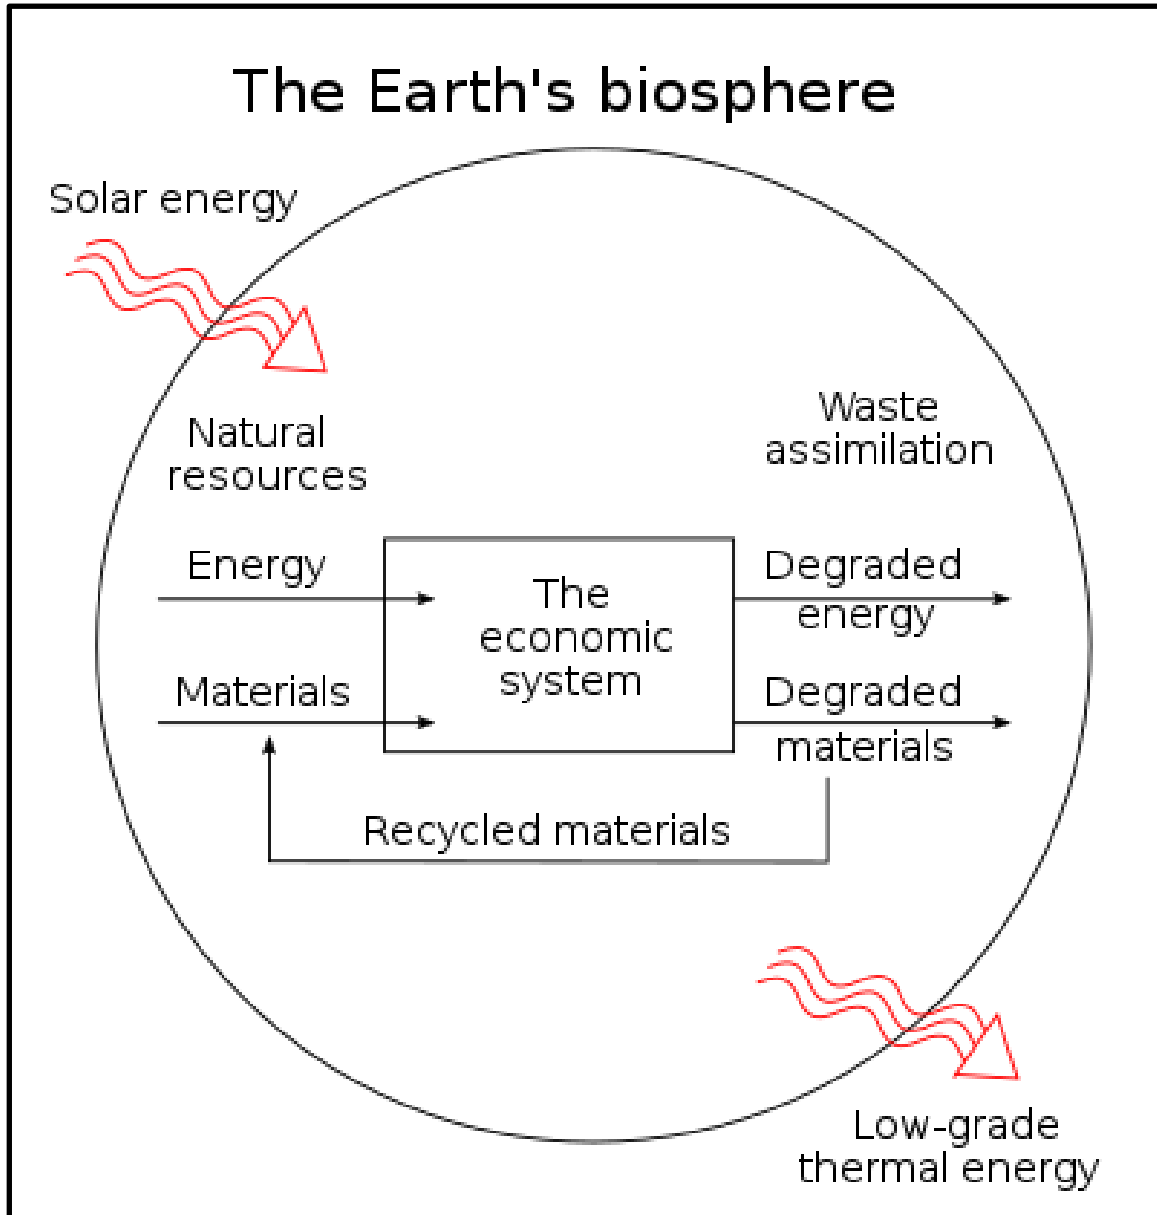 The Earth's biosphere
Solar energy
Natural
resources
Waste
assimilation
Energy
Materials
The
economic
system
Degraded
energy
Degraded
materials
Recycled materials
Low-grade
thermal energy